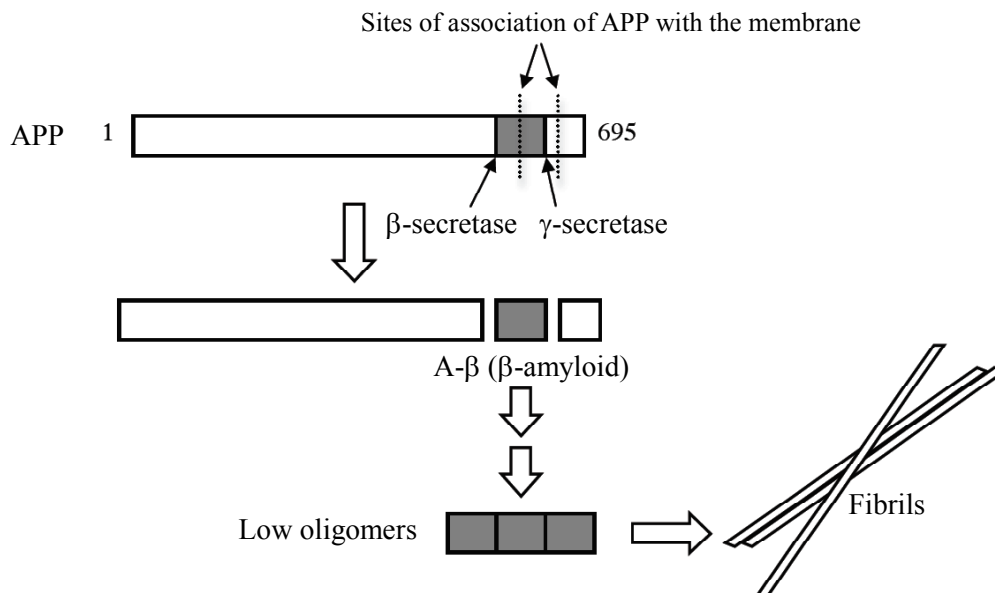 Sites of association of APP with the membrane
APP 1 695
β-secretase γ-secretase
A-β (β-amyloid)
Low oligomers
Fibrils